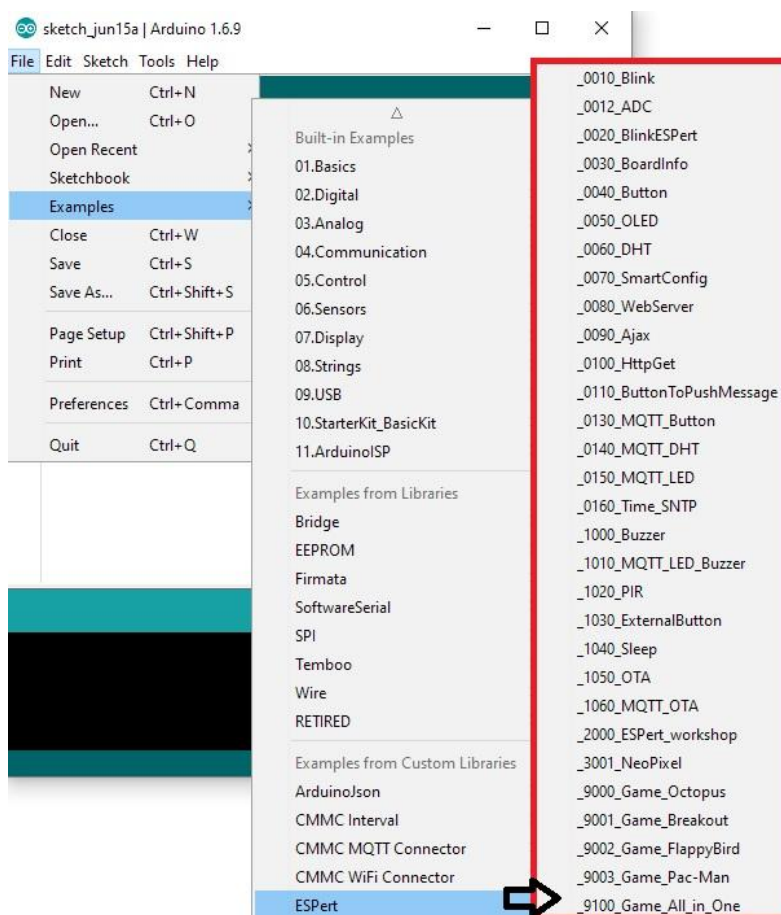 sketch_jun15a | Arduino 1.6.9
File Edit Sketch Tools Help
New Ctrl+N
Open... Ctrl+O
Open Recent
Sketchbook
Examples
Close Ctrl+W
Save Ctrl+S
Save As... Ctrl+Shift+S
Page Setup Ctrl+Shift+P
Print Ctrl+P
Preferences Ctrl+Comma
Quit Ctrl+Q
Built-in Examples
01.Basics
02.Digital
03.Analog
04.Communication
05.Control
06.Sensors
07.Display
08.Strings
09.USB
10.StarterKit_BasicKit
11.ArduinoISP
Examples from Libraries
Bridge
EEPROM
Firmata
SoftwareSerial
SPI
Temboo
Wire
RETIRED
Examples from Custom Libraries
ArduinoJson
CMMC Interval
CMMC MQTT Connector
CMMC WiFi Connector
ESPert
_0010_Blink
_0012_ADC
_0020_BlinkESPert
_0030_BoardInfo
_0040_Button
_0050_OLED
_0060_DHT
_0070_SmartConfig
_0080_WebServer
_0090_Ajax
_0100_HttpGet
_0110_ButtonToPushMessage
_0130_MQTT_Button
_0140_MQTT_DHT
_0150_MQTT_LED
_0160_Time_SNTP
_1000_Buzzer
_1010_MQTT_LED_Buzzer
_1020_PIR
_1030_ExternalButton
_1040_Sleep
_1050_OTA
_1060_MQTT_OTA
_2000_ESPert_workshop
_3001_NeoPixel
_9000_Game_Octopus
_9001_Game_Breakout
_9002_Game_FlappyBird
_9003_Game_Pac-Man
_9100_Game_All_in_One